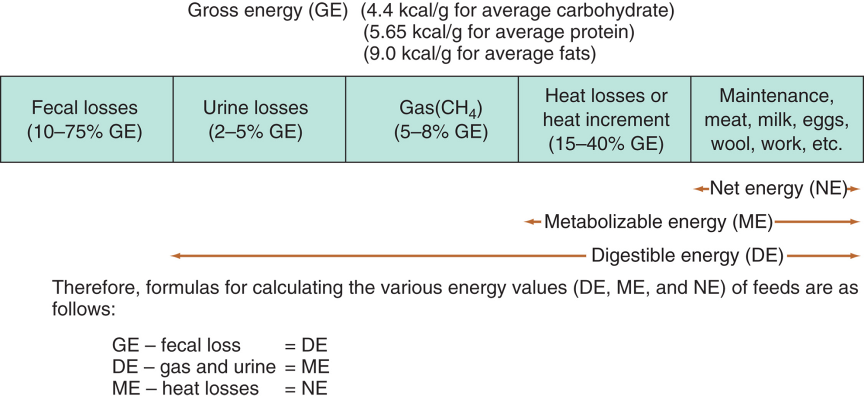 Gross energy (GE) (4.4 kcal/g for average carbohydrate)
(5.65 kcal/g for average protein)
(9.0 kcal/g for average fats)
Fecal losses
(10–75% GE)
Urine losses
(2–5% GE)
Gas(CH₄)
(5–8% GE)
Heat losses or
heat increment
(15–40% GE)
Maintenance,
meat, milk, eggs,
wool, work, etc.
Net energy (NE)
Metabolizable energy (ME)
Digestible energy (DE)
Therefore, formulas for calculating the various energy values (DE, ME, and NE) of feeds are as
follows:
GE – fecal loss = DE
DE – gas and urine = ME
ME – heat losses = NE